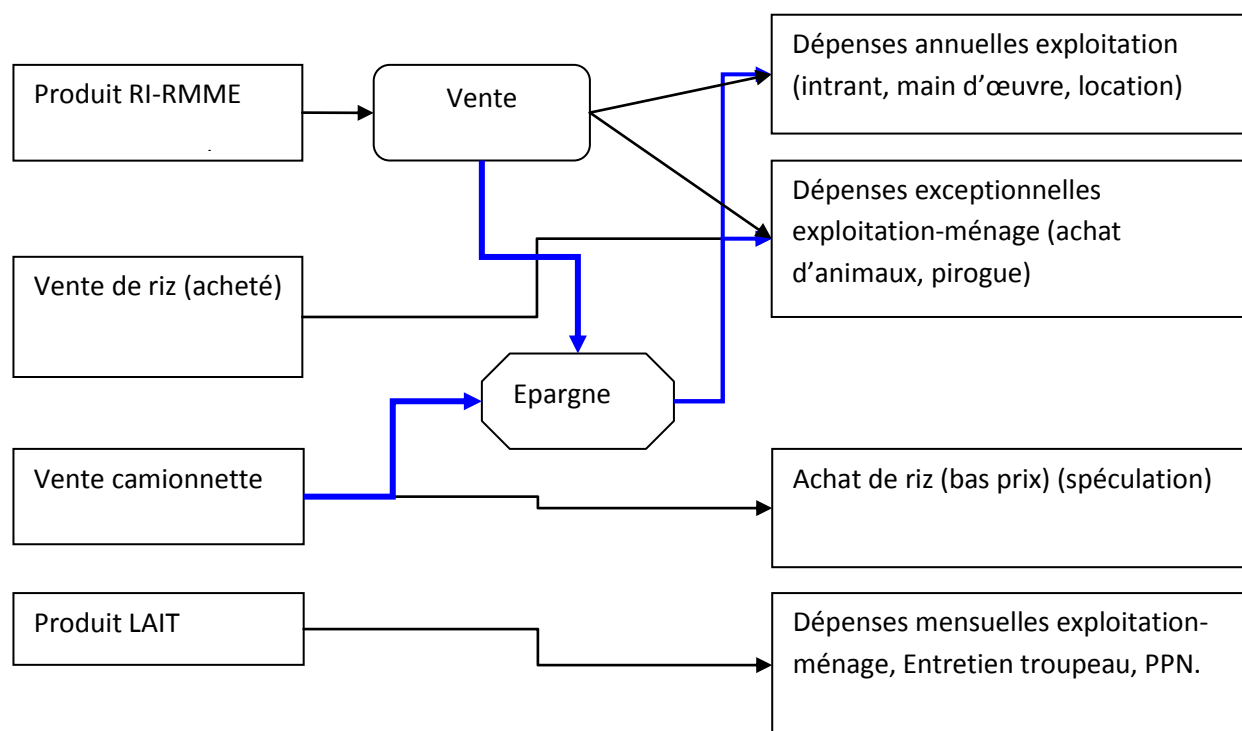 Produit RI-RMME
Vente
Dépenses annuelles exploitation
(intrant, main d’œuvre, location)
Dépenses exceptionnelles
exploitation-ménage (achat
d’animaux, pirogue)
Vente de riz (acheté)
Epargne
Vente camionnette
Achat de riz (bas prix) (spéculation)
Produit LAIT
Dépenses mensuelles exploitation-
ménage, Entretien troupeau, PPN.